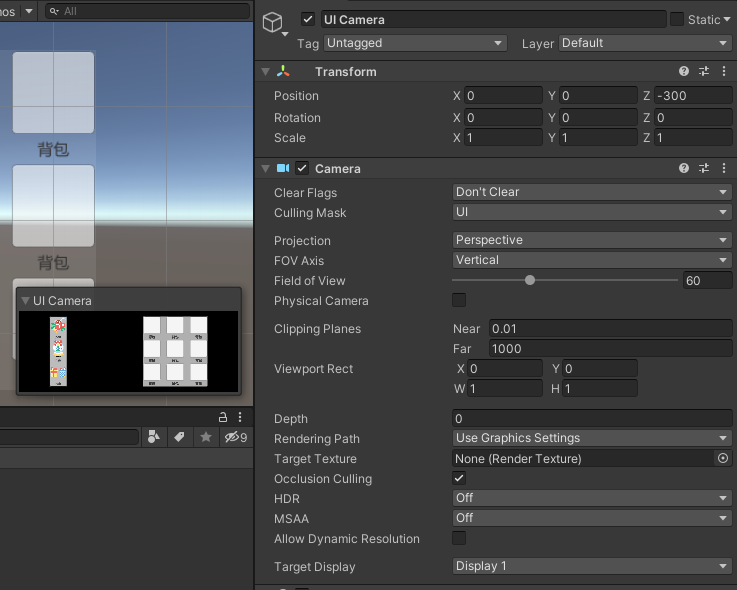 nos All
背包
背包
UI Camera
9
UI Camera Static
Tag Untagged Layer Default
Transform
Position X 0 Y 0 Z -300
Rotation X 0 Y 0 Z 0
Scale X 1 Y 1 Z 1
Camera
Clear Flags Don't Clear
Culling Mask UI
Projection Perspective
FOV Axis Vertical
Field of View 60
Physical Camera
Clipping Planes Near 0.01
Far 1000
Viewport Rect X 0 Y 0
W 1 H 1
Depth 0
Rendering Path Use Graphics Settings
Target Texture None (Render Texture)
Occlusion Culling
HDR Off
MSAA Off
Allow Dynamic Resolution
Target Display Display 1